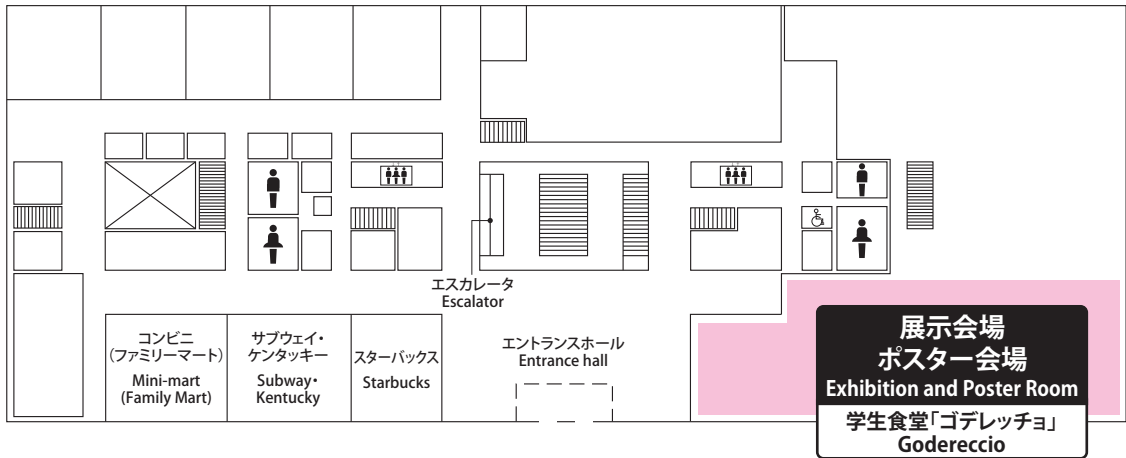 エスカレータ
Escalator
コンビニ
（ファミリーマート）
Mini-mart
(Family Mart)
サブウェイ・
ケンタッキー
Subway・
Kentucky
スターバックス
Starbucks
エントランスホール
Entrance hall
展示会場
ポスター会場
Exhibition and Poster Room
学生食堂「ゴデレッチョ」
Godereccio